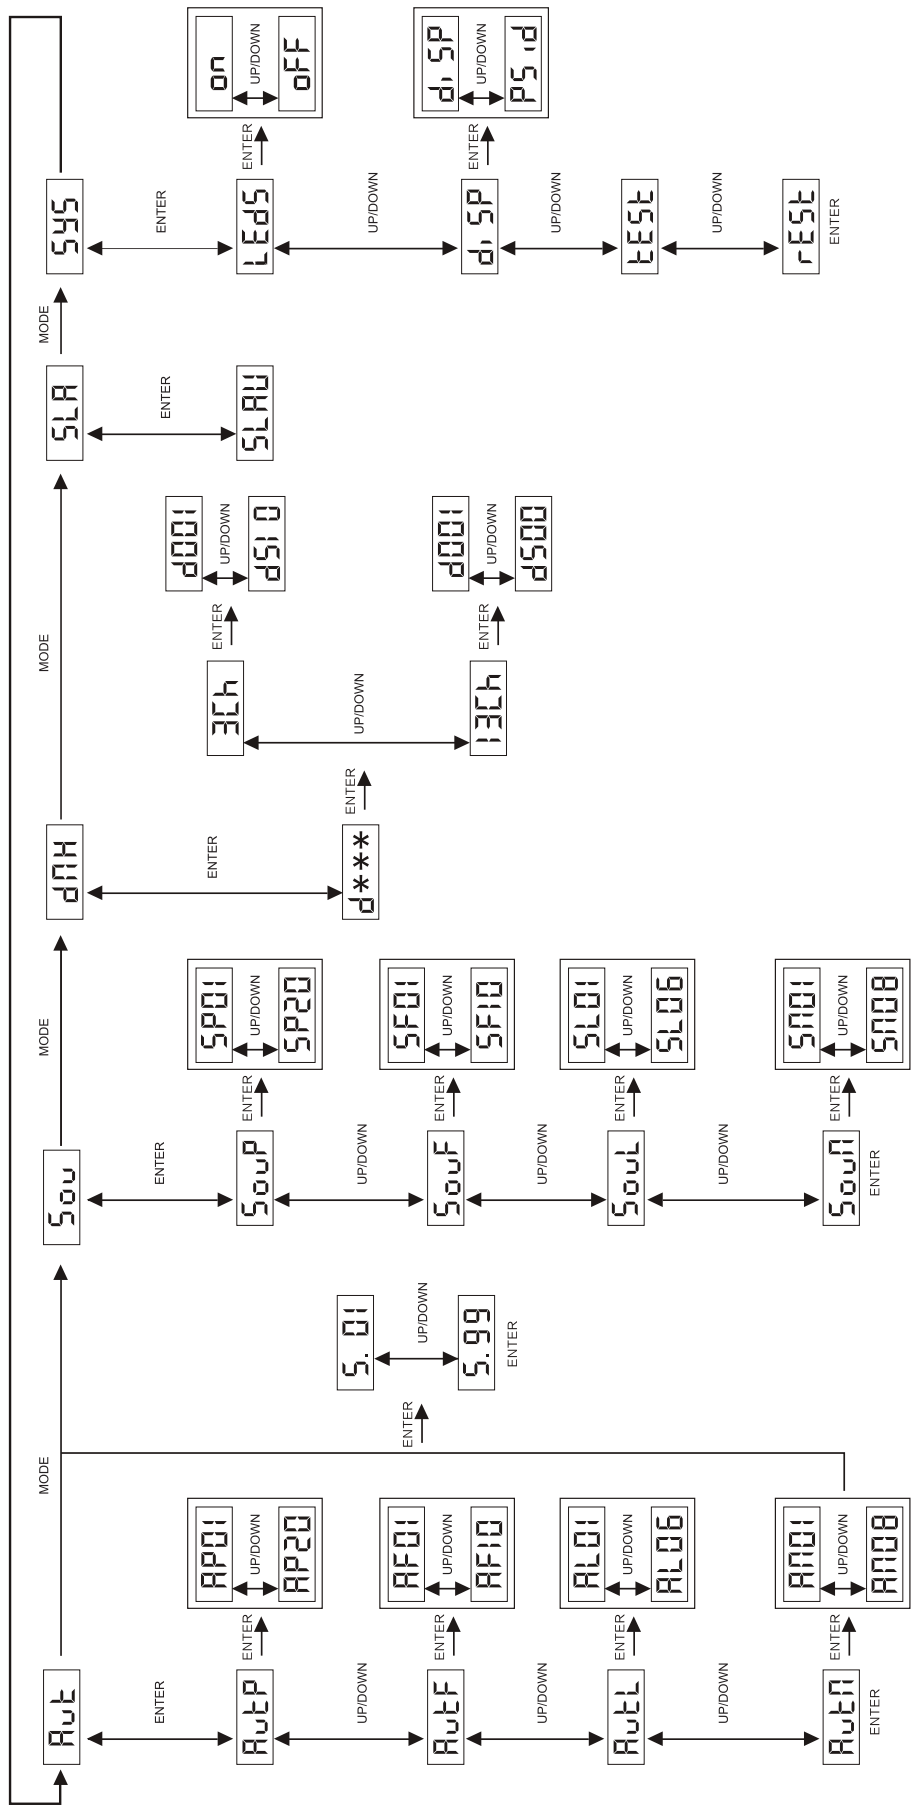 Aut
ENTER
AutP
ENTER
AP01
UP/DOWN
AP20
UP/DOWN
AutF
ENTER
AF01
UP/DOWN
AF10
UP/DOWN
AutL
ENTER
AL01
UP/DOWN
AL06
UP/DOWN
AutM
ENTER
ENTER
AM01
UP/DOWN
AM08
MODE
ENTER
S. 01
UP/DOWN
S. 99
ENTER
Sou
ENTER
SouP
ENTER
SP01
UP/DOWN
SP20
UP/DOWN
SouF
ENTER
SF01
UP/DOWN
SF10
UP/DOWN
SouL
ENTER
SL01
UP/DOWN
SL06
UP/DOWN
SouM
ENTER
ENTER
SM01
UP/DOWN
SM08
MODE
dMX
ENTER
d***
ENTER
3Ch
ENTER
d001
UP/DOWN
d510
UP/DOWN
13Ch
ENTER
d001
UP/DOWN
d500
MODE
SLA
ENTER
SLAU
MODE
SYS
ENTER
LEdS
ENTER
on
UP/DOWN
oFF
UP/DOWN
diSP
ENTER
diSP
UP/DOWN
PSid
UP/DOWN
tESt
UP/DOWN
rESt
ENTER